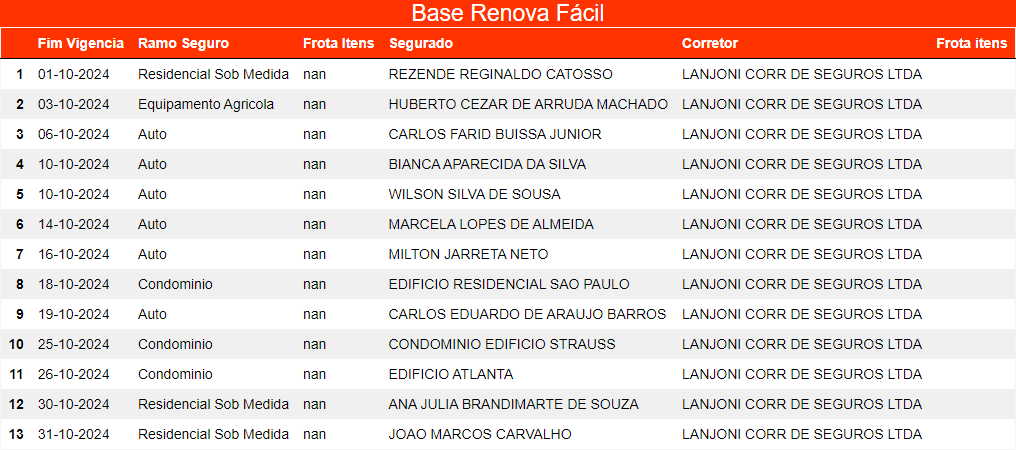 Base Renova Fácil
Fim Vigencia Ramo Seguro Frota Itens Segurado Corretor Frota itens
1 01-10-2024 Residencial Sob Medida nan REZENDE REGINALDO CATOSSO LANJONI CORR DE SEGUROS LTDA
2 03-10-2024 Equipamento Agricola nan HUBERTO CEZAR DE ARRUDA MACHADO LANJONI CORR DE SEGUROS LTDA
3 06-10-2024 Auto nan CARLOS FARID BUISSA JUNIOR LANJONI CORR DE SEGUROS LTDA
4 10-10-2024 Auto nan BIANCA APARECIDA DA SILVA LANJONI CORR DE SEGUROS LTDA
5 10-10-2024 Auto nan WILSON SILVA DE SOUSA LANJONI CORR DE SEGUROS LTDA
6 14-10-2024 Auto nan MARCELA LOPES DE ALMEIDA LANJONI CORR DE SEGUROS LTDA
7 16-10-2024 Auto nan MILTON JARRETA NETO LANJONI CORR DE SEGUROS LTDA
8 18-10-2024 Condominio nan EDIFICIO RESIDENCIAL SAO PAULO LANJONI CORR DE SEGUROS LTDA
9 19-10-2024 Auto nan CARLOS EDUARDO DE ARAUJO BARROS LANJONI CORR DE SEGUROS LTDA
10 25-10-2024 Condominio nan CONDOMINIO EDIFICIO STRAUSS LANJONI CORR DE SEGUROS LTDA
11 26-10-2024 Condominio nan EDIFICIO ATLANTA LANJONI CORR DE SEGUROS LTDA
12 30-10-2024 Residencial Sob Medida nan ANA JULIA BRANDIMARTE DE SOUZA LANJONI CORR DE SEGUROS LTDA
13 31-10-2024 Residencial Sob Medida nan JOAO MARCOS CARVALHO LANJONI CORR DE SEGUROS LTDA